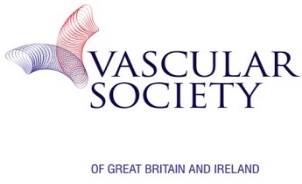 VASCULAR
SOCIETY
OF GREAT BRITAIN AND IRELAND